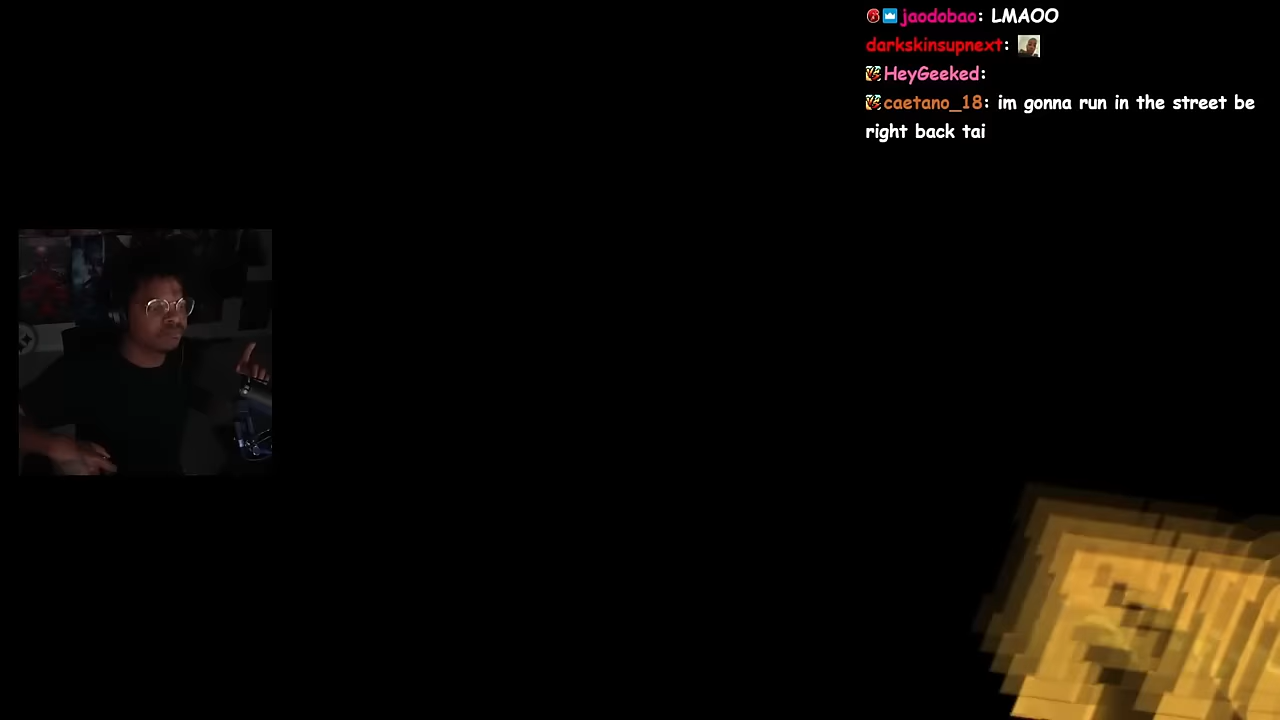 jaodobao: LMAOO
darkskinsupnext:
HeyGeeked:
caetano_18: im gonna run in the street be
right back tai